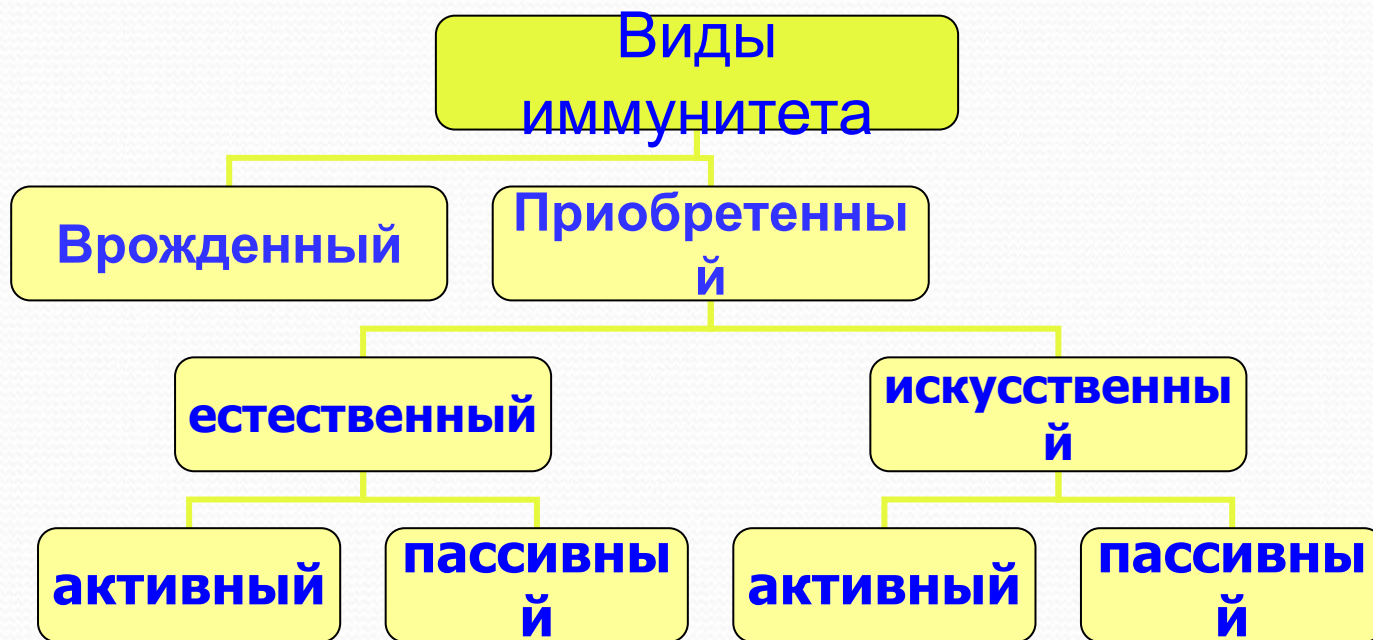 Виды
иммунитета
Врожденный
Приобретенны
й
естественный
искусственны
й
активный
пассивны
й
активный
пассивны
й